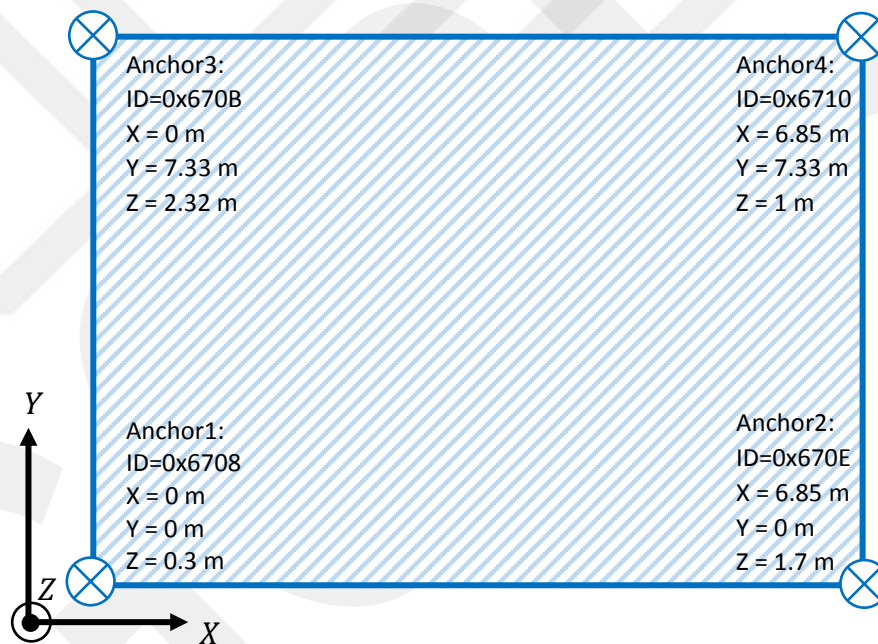 Anchor3:
ID=0x670B
X = 0 m
Y = 7.33 m
Z = 2.32 m
Anchor4:
ID=0x6710
X = 6.85 m
Y = 7.33 m
Z = 1 m
Anchor1:
ID=0x6708
X = 0 m
Y = 0 m
Z = 0.3 m
Anchor2:
ID=0x670E
X = 6.85 m
Y = 0 m
Z = 1.7 m
Y
Z
X